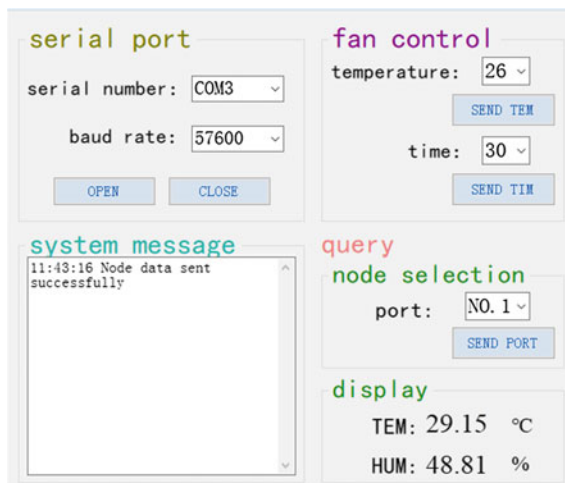 serial port
serial number: COM3
baud rate: 57600
OPEN CLOSE
fan control
temperature: 26
SEND TEM
time: 30
SEND TIM
system message
11:43:16 Node data sent
successfully
query
node selection
port: NO. 1
SEND PORT
display
TEM: 29.15 ℃
HUM: 48.81 %